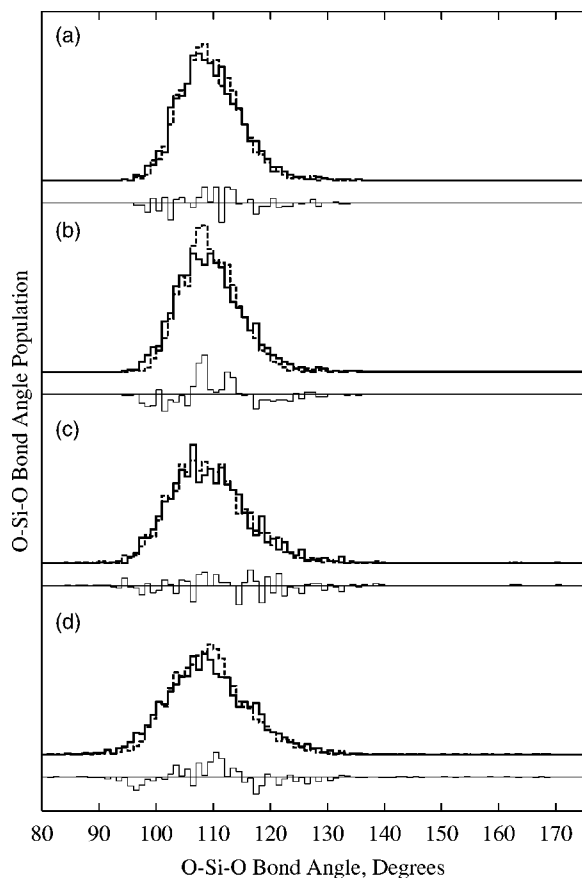 (a)
(b)
(c)
(d)
O-Si-O Bond Angle Population
80 90 100 110 120 130 140 150 160 170
O-Si-O Bond Angle, Degrees